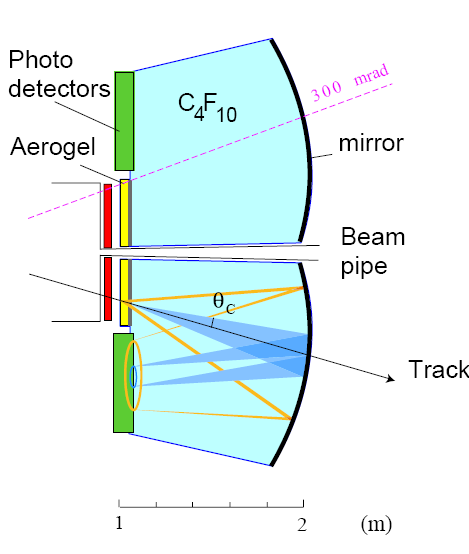 Photo
detectors
C4F10
300 mrad
Aerogel
mirror
Beam
pipe
θC
Track
1
2
(m)